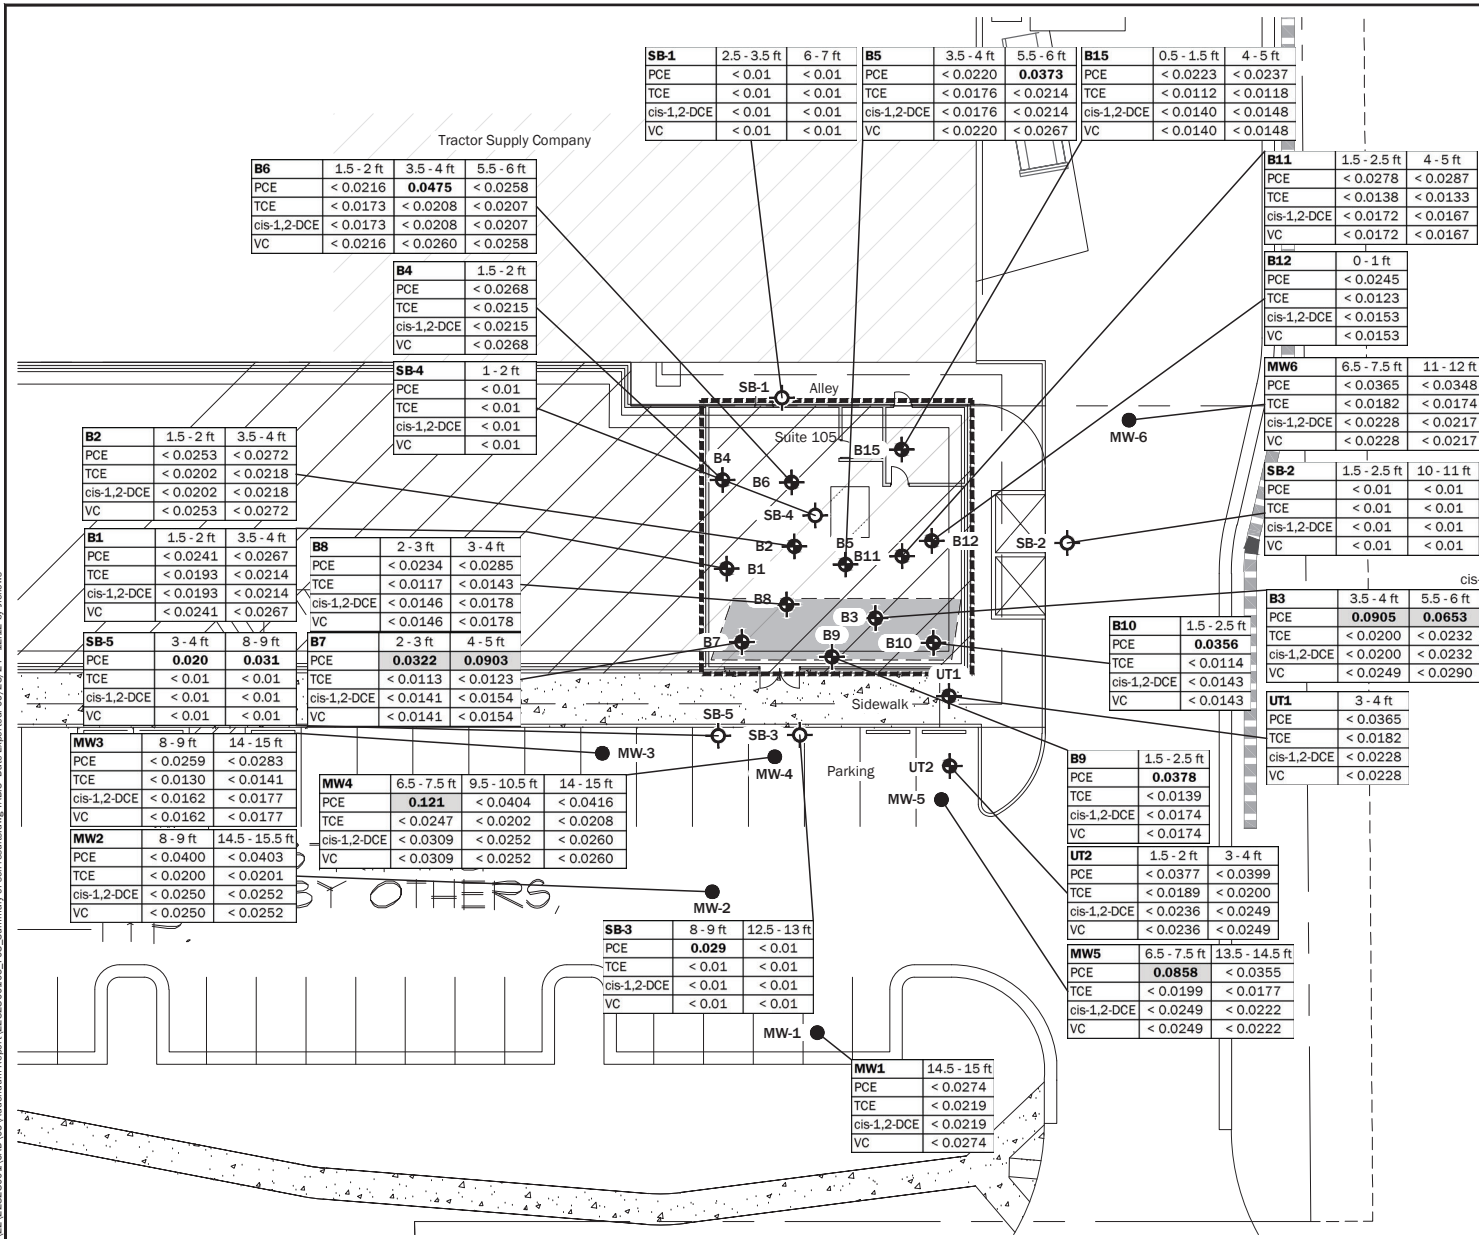 SB-1 2.5 - 3.5 ft 6 - 7 ft
PCE < 0.01 < 0.01
TCE < 0.01 < 0.01
cis-1,2-DCE < 0.01 < 0.01
VC < 0.01 < 0.01
B5 3.5 - 4 ft 5.5 - 6 ft
PCE < 0.0220 0.0373
TCE < 0.0176 < 0.0214
cis-1,2-DCE < 0.0176 < 0.0214
VC < 0.0220 < 0.0267
B15 0.5 - 1.5 ft 4 - 5 ft
PCE < 0.0223 < 0.0237
TCE < 0.0112 < 0.0118
cis-1,2-DCE < 0.0140 < 0.0148
VC < 0.0140 < 0.0148
Tractor Supply Company
B6 1.5 - 2 ft 3.5 - 4 ft 5.5 - 6 ft
PCE < 0.0216 0.0475 < 0.0258
TCE < 0.0173 < 0.0208 < 0.0207
cis-1,2-DCE < 0.0173 < 0.0208 < 0.0207
VC < 0.0216 < 0.0260 < 0.0258
B11 1.5 - 2.5 ft 4 - 5 ft
PCE < 0.0278 < 0.0287
TCE < 0.0138 < 0.0133
cis-1,2-DCE < 0.0172 < 0.0167
VC < 0.0172 < 0.0167
B4 1.5 - 2 ft
PCE < 0.0268
TCE < 0.0215
cis-1,2-DCE < 0.0215
VC < 0.0268
B12 0 - 1 ft
PCE < 0.0245
TCE < 0.0123
cis-1,2-DCE < 0.0153
VC < 0.0153
SB-4 1 - 2 ft
PCE < 0.01
TCE < 0.01
cis-1,2-DCE < 0.01
VC < 0.01
MW6 6.5 - 7.5 ft 11 - 12 ft
PCE < 0.0365 < 0.0348
TCE < 0.0182 < 0.0174
cis-1,2-DCE < 0.0228 < 0.0217
VC < 0.0228 < 0.0217
SB-1
Alley
MW-6
Suite 105
B15
B4
B6
SB-4
B2
B5
B11
B12
SB-2
B1
B8
B3
B7
B9
B10
UT1
Sidewalk
B2 1.5 - 2 ft 3.5 - 4 ft
PCE < 0.0253 < 0.0272
TCE < 0.0202 < 0.0218
cis-1,2-DCE < 0.0202 < 0.0218
VC < 0.0253 < 0.0272
SB-2 1.5 - 2.5 ft 10 - 11 ft
PCE < 0.01 < 0.01
TCE < 0.01 < 0.01
cis-1,2-DCE < 0.01 < 0.01
VC < 0.01 < 0.01
B1 1.5 - 2 ft 3.5 - 4 ft
PCE < 0.0241 < 0.0267
TCE < 0.0193 < 0.0214
cis-1,2-DCE < 0.0193 < 0.0214
VC < 0.0241 < 0.0267
B8 2 - 3 ft 3 - 4 ft
PCE < 0.0234 < 0.0285
TCE < 0.0117 < 0.0143
cis-1,2-DCE < 0.0146 < 0.0178
VC < 0.0146 < 0.0178
cis-
B3 3.5 - 4 ft 5.5 - 6 ft
PCE 0.0905 0.0653
TCE < 0.0200 < 0.0232
cis-1,2-DCE < 0.0200 < 0.0232
VC < 0.0249 < 0.0290
B10 1.5 - 2.5 ft
PCE 0.0356
TCE < 0.0114
cis-1,2-DCE < 0.0143
VC < 0.0143
SB-5 3 - 4 ft 8 - 9 ft
PCE 0.020 0.031
TCE < 0.01 < 0.01
cis-1,2-DCE < 0.01 < 0.01
VC < 0.01 < 0.01
B7 2 - 3 ft 4 - 5 ft
PCE 0.0322 0.0903
TCE < 0.0113 < 0.0123
cis-1,2-DCE < 0.0141 < 0.0154
VC < 0.0141 < 0.0154
UT1 3 - 4 ft
PCE < 0.0365
TCE < 0.0182
cis-1,2-DCE < 0.0228
VC < 0.0228
SB-5
SB-3
MW-3
MW-4
Parking
UT2
MW-5
MW3 8 - 9 ft 14 - 15 ft
PCE < 0.0259 < 0.0283
TCE < 0.0130 < 0.0141
cis-1,2-DCE < 0.0162 < 0.0177
VC < 0.0162 < 0.0177
B9 1.5 - 2.5 ft
PCE 0.0378
TCE < 0.0139
cis-1,2-DCE < 0.0174
VC < 0.0174
MW4 6.5 - 7.5 ft 9.5 - 10.5 ft 14 - 15 ft
PCE 0.121 < 0.0404 < 0.0416
TCE < 0.0247 < 0.0202 < 0.0208
cis-1,2-DCE < 0.0309 < 0.0252 < 0.0260
VC < 0.0309 < 0.0252 < 0.0260
MW2 8 - 9 ft 14.5 - 15.5 ft
PCE < 0.0400 < 0.0403
TCE < 0.0200 < 0.0201
cis-1,2-DCE < 0.0250 < 0.0252
VC < 0.0250 < 0.0252
BY OTHERS,
MW-2
UT2 1.5 - 2 ft 3 - 4 ft
PCE < 0.0377 < 0.0399
TCE < 0.0189 < 0.0200
cis-1,2-DCE < 0.0236 < 0.0249
VC < 0.0236 < 0.0249
SB-3 8 - 9 ft 12.5 - 13 ft
PCE 0.029 < 0.01
TCE < 0.01 < 0.01
cis-1,2-DCE < 0.01 < 0.01
VC < 0.01 < 0.01
MW5 6.5 - 7.5 ft 13.5 - 14.5 ft
PCE 0.0858 < 0.0355
TCE < 0.0199 < 0.0177
cis-1,2-DCE < 0.0249 < 0.0222
VC < 0.0249 < 0.0222
MW-1
MW1 14.5 - 15 ft
PCE < 0.0274
TCE < 0.0219
cis-1,2-DCE < 0.0219
VC < 0.0274